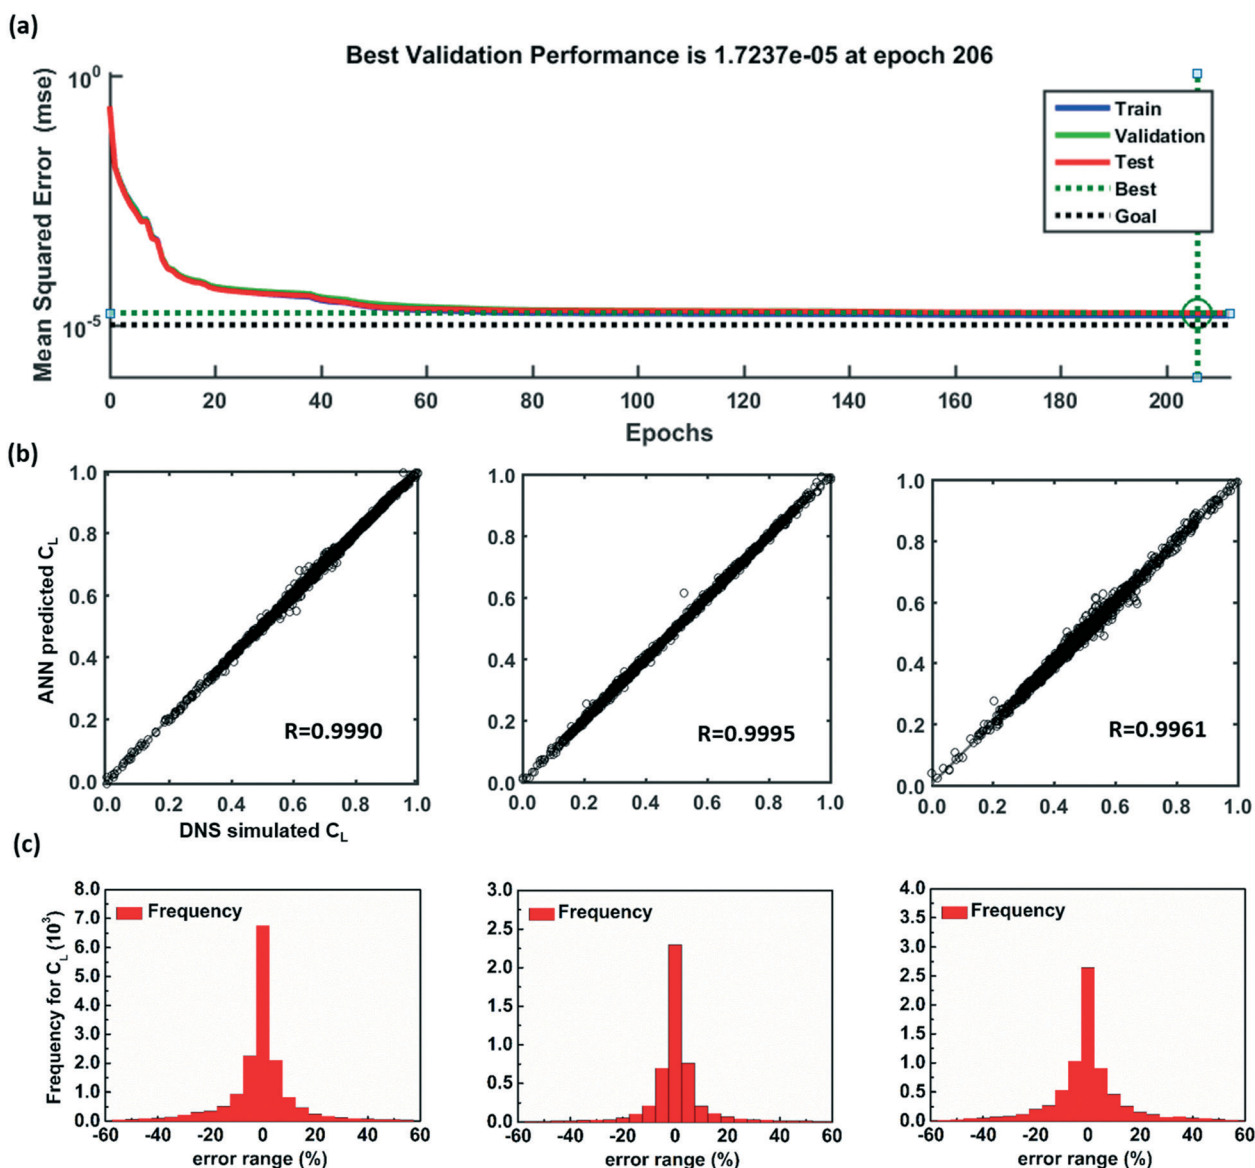 (a)
Best Validation Performance is 1.7237e-05 at epoch 206
Mean Squared Error (mse)
10^0
10^-5
Train
Validation
Test
Best
Goal
0 20 40 60 80 100 120 140 160 180 200
Epochs
(b)
ANN predicted C_L
1.0
0.8
0.6
0.4
0.2
0.0
R=0.9990
0.0 0.2 0.4 0.6 0.8 1.0
DNS simulated C_L
1.0
0.8
0.6
0.4
0.2
0.0
R=0.9995
0.0 0.2 0.4 0.6 0.8 1.0
1.0
0.8
0.6
0.4
0.2
0.0
R=0.9961
0.0 0.2 0.4 0.6 0.8 1.0
(c)
Frequency for C_L (10^3)
8.0
7.0
6.0
5.0
4.0
3.0
2.0
1.0
0.0
Frequency
-60 -40 -20 0 20 40 60
error range (%)
3.0
2.5
2.0
1.5
1.0
0.5
0.0
Frequency
-60 -40 -20 0 20 40 60
error range (%)
4.0
3.5
3.0
2.5
2.0
1.5
1.0
0.5
0.0
Frequency
-60 -40 -20 0 20 40 60
error range (%)